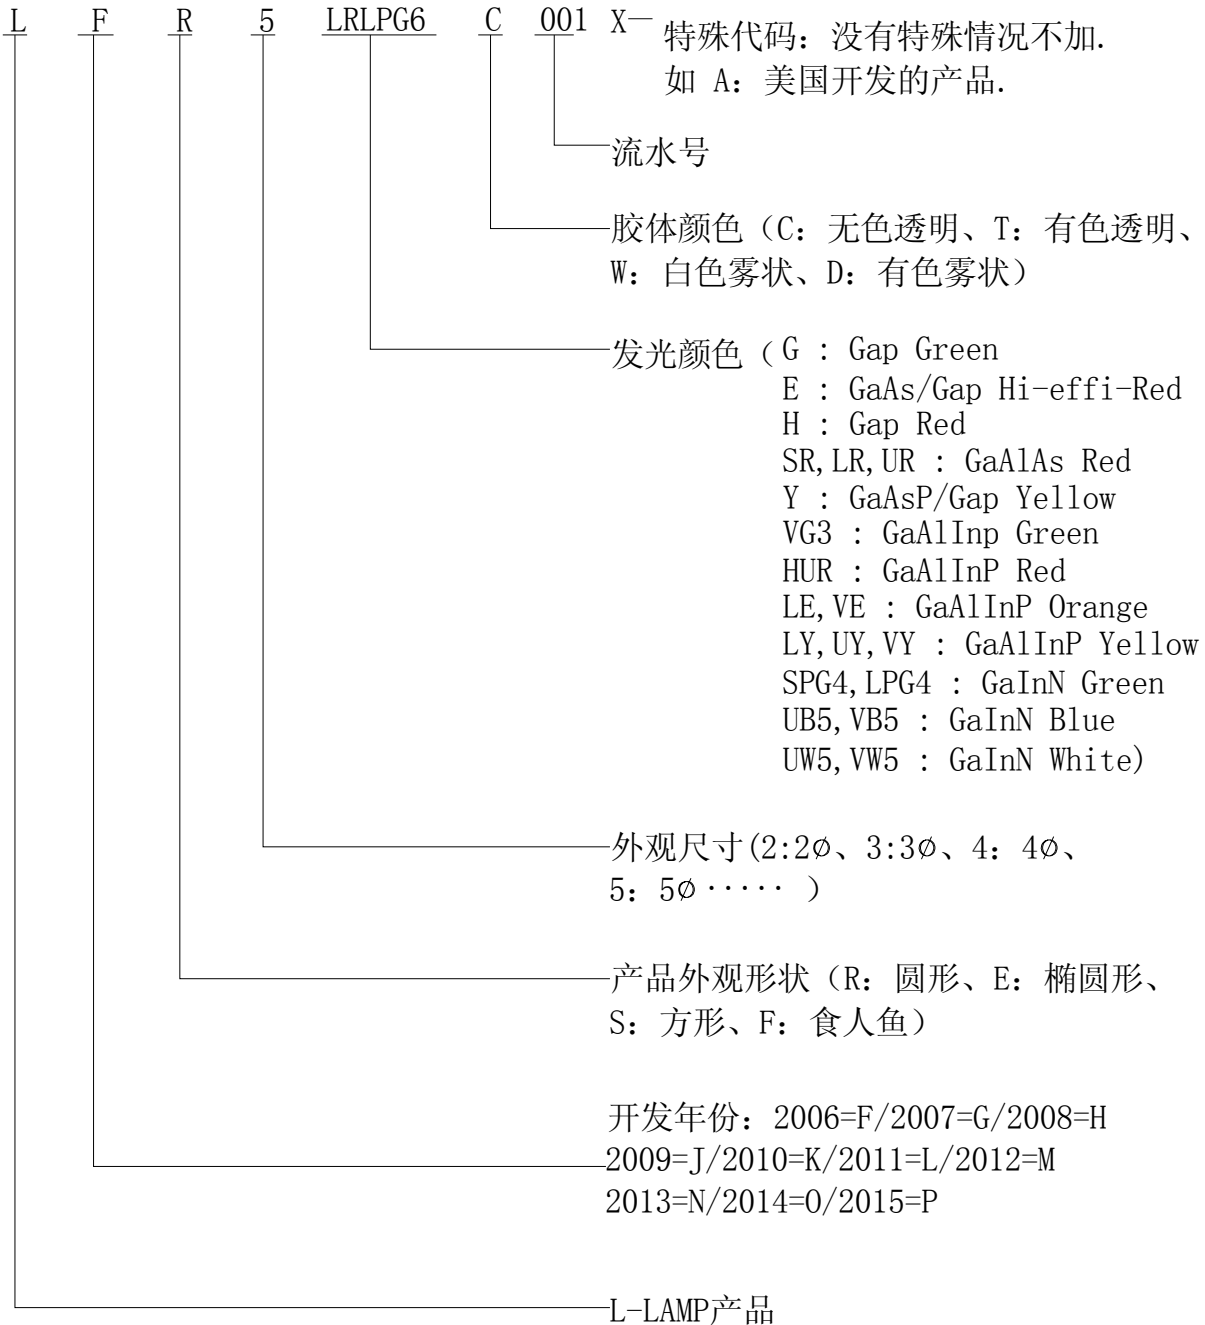 L F R 5 LRLPG6 C 001 X—
特殊代码：没有特殊情况不加.
如 A：美国开发的产品.
流水号
胶体颜色（C：无色透明、T：有色透明、
W：白色雾状、D：有色雾状）
发光颜色（G : Gap Green
E : GaAs/Gap Hi-effi-Red
H : Gap Red
SR,LR,UR : GaAlAs Red
Y : GaAsP/Gap Yellow
VG3 : GaAlInp Green
HUR : GaAlInP Red
LE,VE : GaAlInP Orange
LY,UY,VY : GaAlInP Yellow
SPG4,LPG4 : GaInN Green
UB5,VB5 : GaInN Blue
UW5,VW5 : GaInN White)
外观尺寸(2:2∅、3:3∅、4：4∅、
5：5∅····· ）
产品外观形状（R：圆形、E：椭圆形、
S：方形、F：食人鱼）
开发年份：2006=F/2007=G/2008=H
2009=J/2010=K/2011=L/2012=M
2013=N/2014=O/2015=P
L-LAMP产品